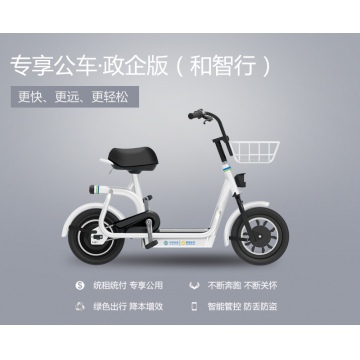 专享公车·政企版（和智行）
更快、更远、更轻松
统租统付 专享公用
不断奔跑 不断关怀
绿色出行 降本增效
智能管控 防丢防盗